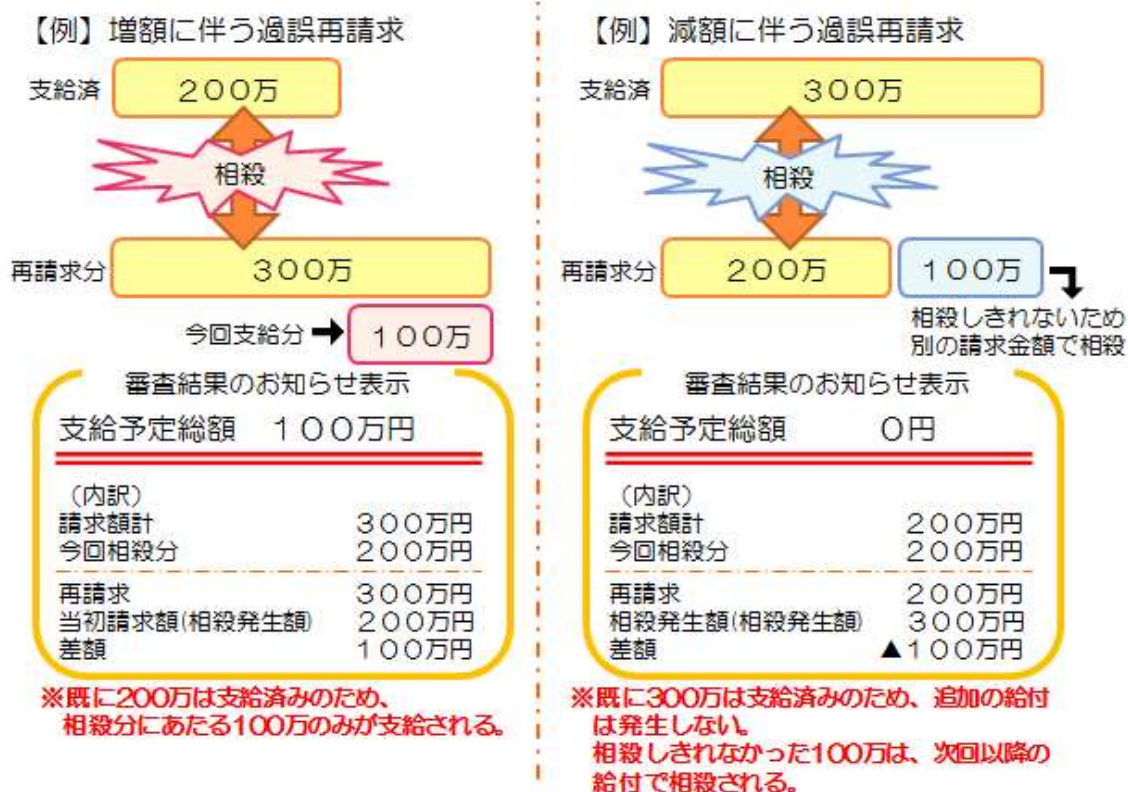 【例】増額に伴う過誤再請求
支給済
２００万
相殺
再請求分
３００万
今回支給分
１００万
審査結果のお知らせ表示
支給予定総額　１００万円
（内訳）
請求額計　３００万円
今回相殺分　２００万円
再請求　３００万円
当初請求額(相殺発生額)　２００万円
差額　１００万円
※既に200万は支給済みのため、
相殺分にあたる100万のみが支給される。
【例】減額に伴う過誤再請求
支給済
３００万
相殺
再請求分
２００万
１００万
相殺しきれないため
別の請求金額で相殺
審査結果のお知らせ表示
支給予定総額　０円
（内訳）
請求額計　２００万円
今回相殺分　２００万円
再請求　２００万円
相殺発生額(相殺発生額)　３００万円
差額　▲１００万円
※既に300万は支給済みのため、追加の給付
は発生しない。
相殺しきれなかった100万は、次回以降の
給付で相殺される。